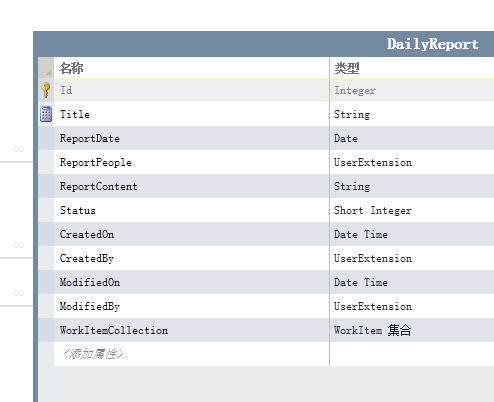 DailyReport
名称 类型
Id Integer
Title String
ReportDate Date
ReportPeople UserExtension
ReportContent String
Status Short Integer
CreatedOn Date Time
CreatedBy UserExtension
ModifiedOn Date Time
ModifiedBy UserExtension
WorkItemCollection WorkItem 集合
<添加属性>